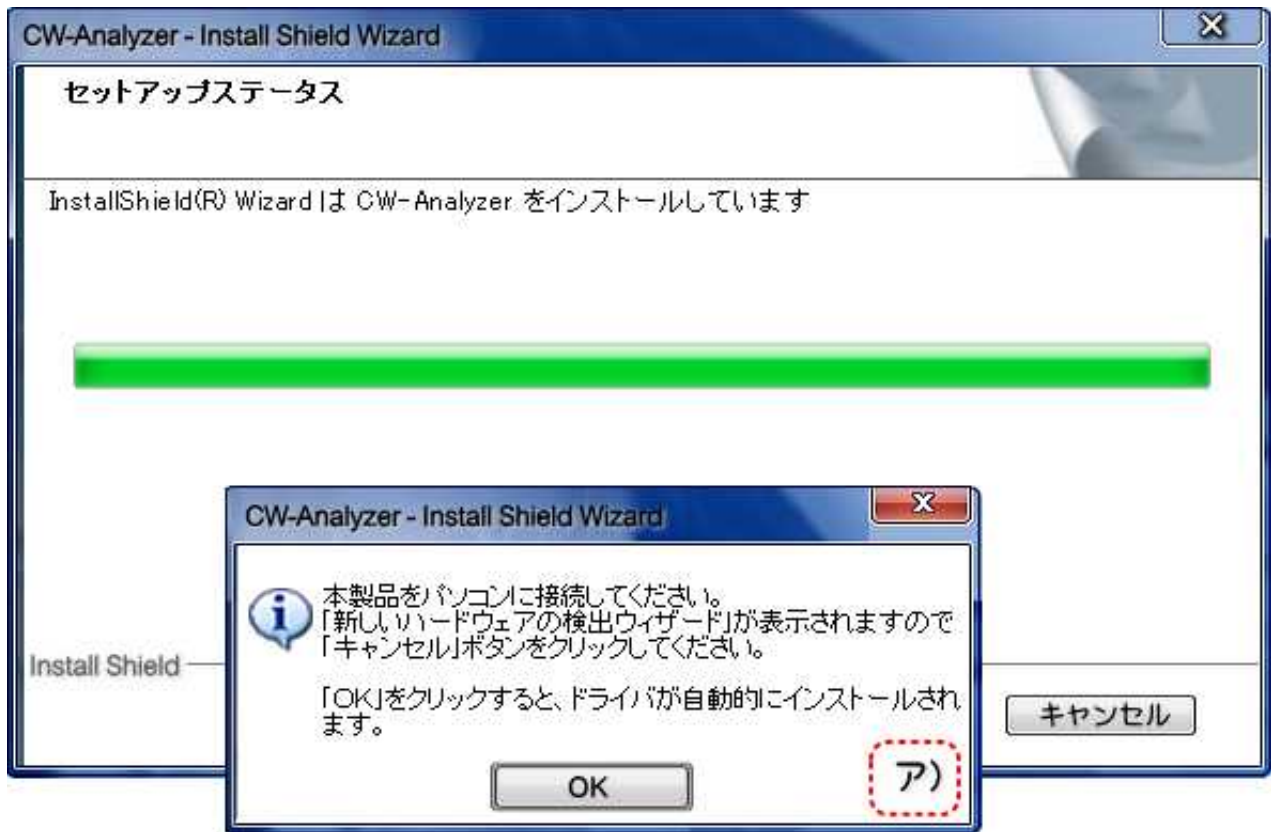 CW-Analyzer - Install Shield Wizard
セットアップステータス
InstallShield(R) Wizard は CW-Analyzer をインストールしています
CW-Analyzer - Install Shield Wizard
本製品をパソコンに接続してください。
「新しいハードウェアの検出ウィザード」が表示されますので
「キャンセル」ボタンをクリックしてください。
「OK」をクリックすると、ドライバが自動的にインストールされ
ます。
OK
ア)
Install Shield
キャンセル